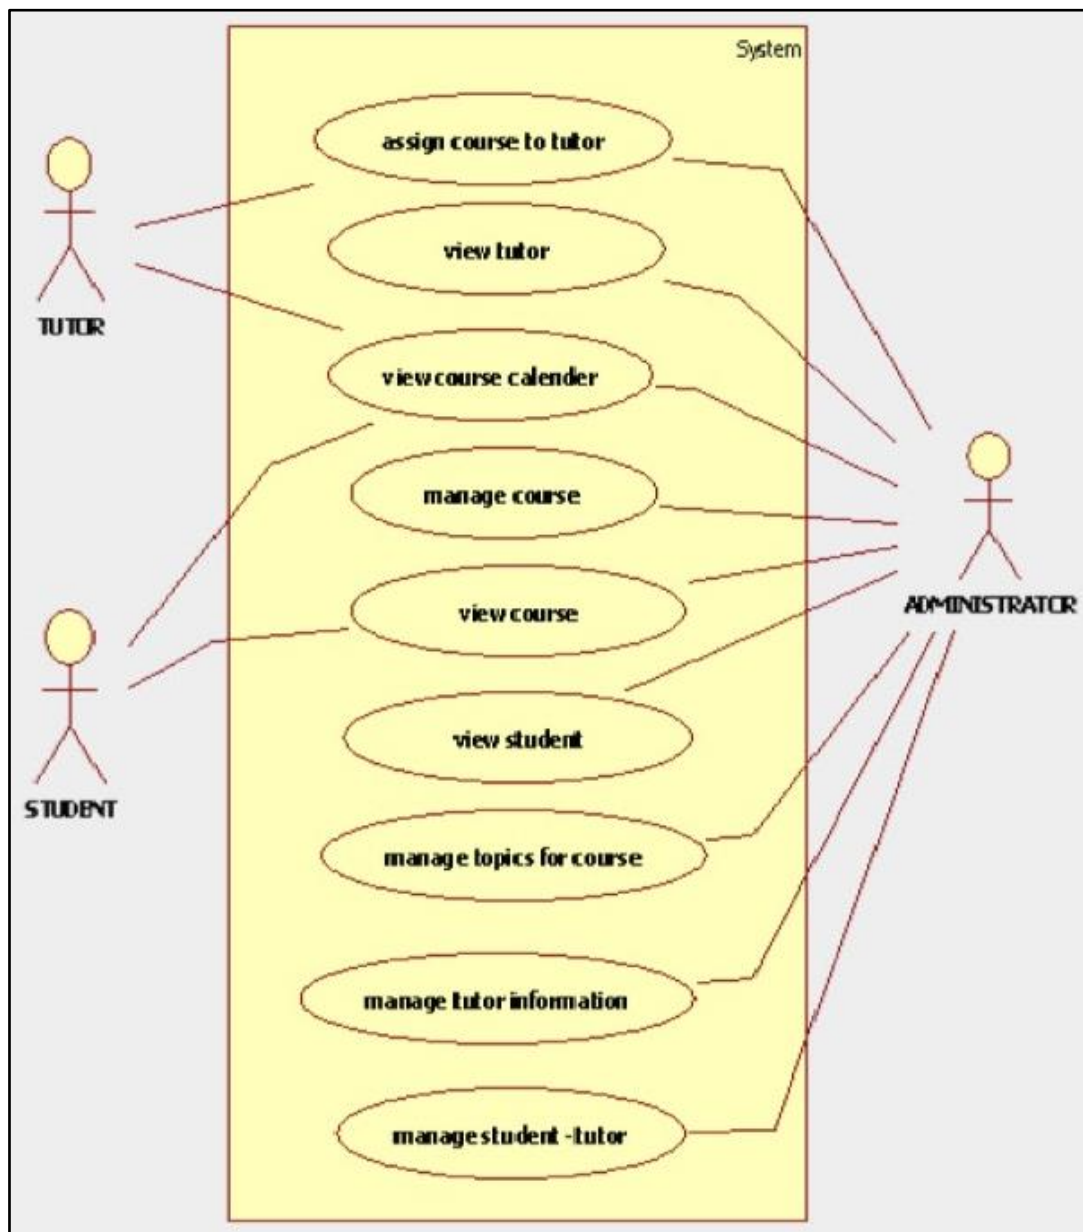 System
assign course to tutor
view tutor
TUTOR
view course calender
manage course
view course
ADMINISTRATOR
view student
STUDENT
manage topics for course
manage tutor information
manage student -tutor